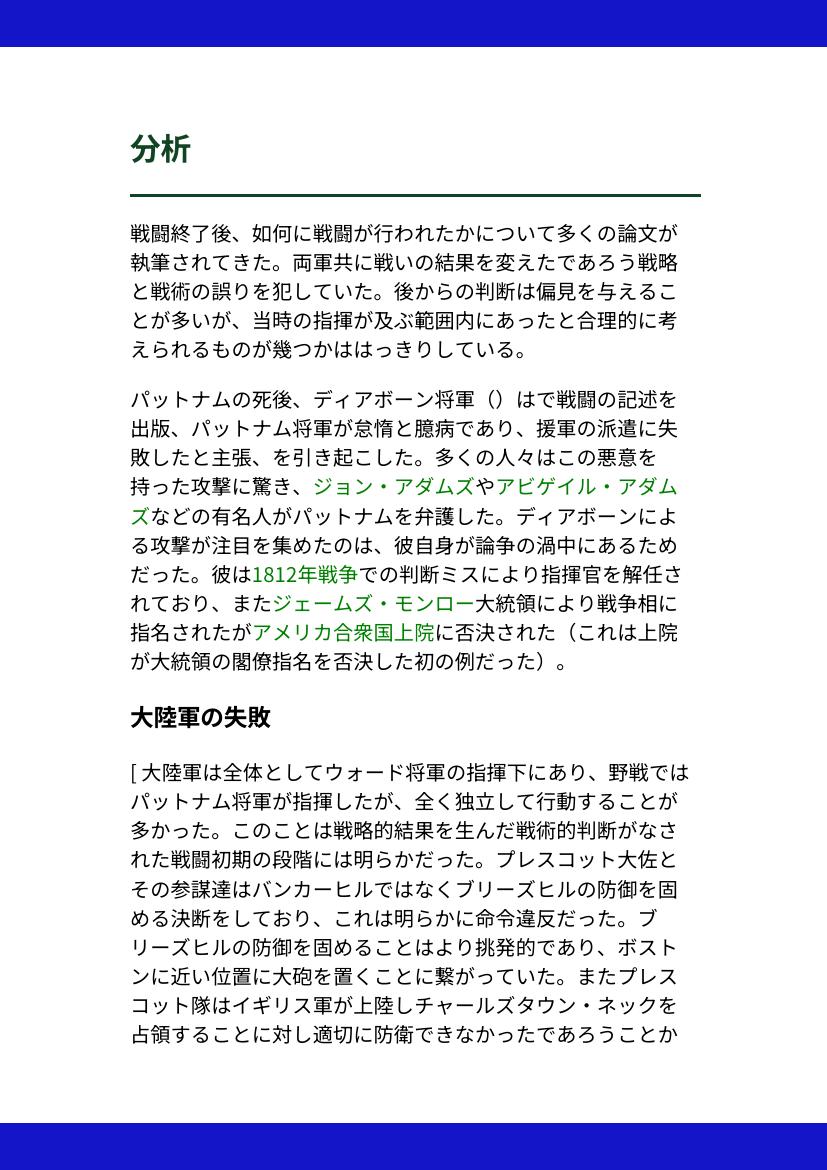 分析
戦闘終了後、如何に戦闘が行われたかについて多くの論文が
執筆されてきた。両軍共に戦いの結果を変えたであろう戦略
と戦術の誤りを犯していた。後からの判断は偏見を与えるこ
とが多いが、当時の指揮が及ぶ範囲内にあったと合理的に考
えられるものが幾つかははっきりしている。
パットナムの死後、ディアボーン将軍（）はで戦闘の記述を
出版、パットナム将軍が怠惰と臆病であり、援軍の派遣に失
敗したと主張、を引き起こした。多くの人々はこの悪意を
持った攻撃に驚き、ジョン・アダムズやアビゲイル・アダム
ズなどの有名人がパットナムを弁護した。ディアボーンによ
る攻撃が注目を集めたのは、彼自身が論争の渦中にあるため
だった。彼は1812年戦争での判断ミスにより指揮官を解任さ
れており、またジェームズ・モンロー大統領により戦争相に
指名されたがアメリカ合衆国上院に否決された（これは上院
が大統領の閣僚指名を否決した初の例だった）。
大陸軍の失敗
[ 大陸軍は全体としてウォード将軍の指揮下にあり、野戦では
パットナム将軍が指揮したが、全く独立して行動することが
多かった。このことは戦略的結果を生んだ戦術的判断がなさ
れた戦闘初期の段階には明らかだった。プレスコット大佐と
その参謀達はバンカーヒルではなくブリーズヒルの防御を固
める決断をしており、これは明らかに命令違反だった。ブ
リーズヒルの防御を固めることはより挑発的であり、ボスト
ンに近い位置に大砲を置くことに繋がっていた。またプレス
コット隊はイギリス軍が上陸しチャールズタウン・ネックを
占領することに対し適切に防衛できなかったであろうことか